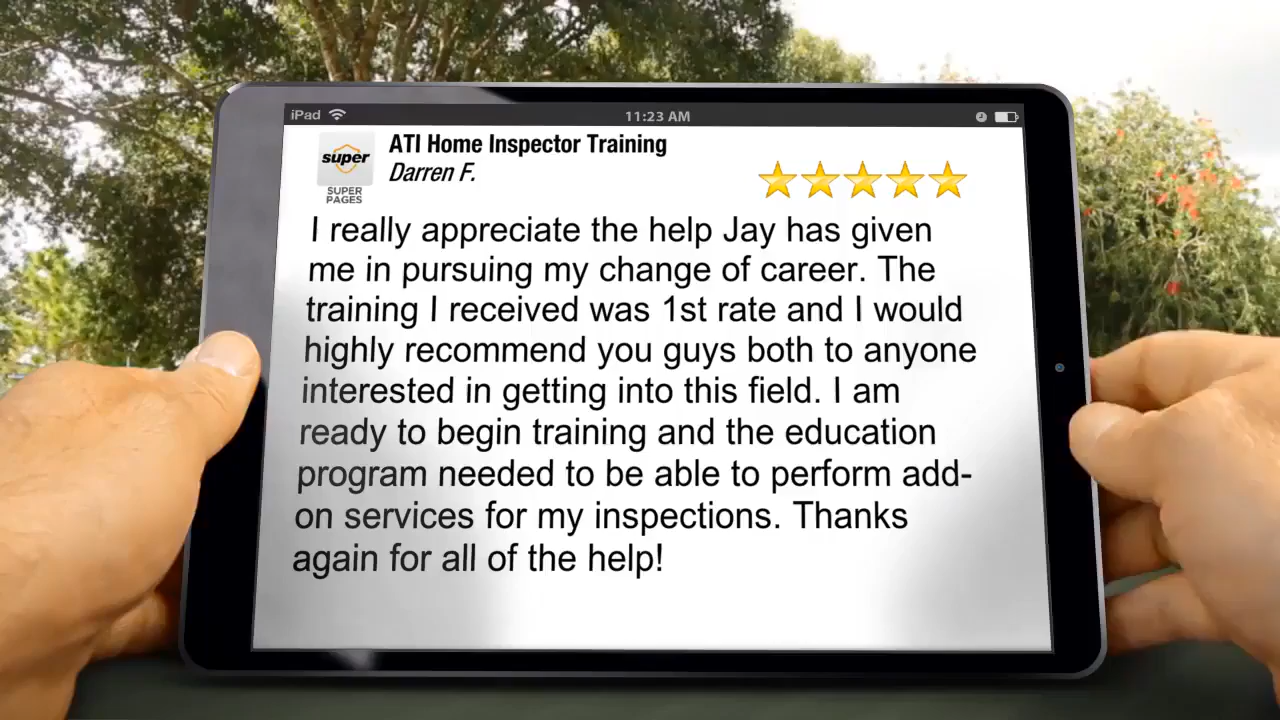 iPad 11:23 AM
super
SUPER
PAGES
ATI Home Inspector Training
Darren F.
I really appreciate the help Jay has given
me in pursuing my change of career. The
training I received was 1st rate and I would
highly recommend you guys both to anyone
interested in getting into this field. I am
ready to begin training and the education
program needed to be able to perform add-
on services for my inspections. Thanks
again for all of the help!